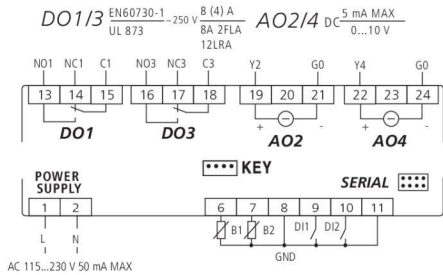 DO1/3 EN60730-1 ~250 V 8 (4) A AO2/4 DC 5 mA MAX
UL 873 8A 2FLA 0...10 V
12LRA
NO1 NC1 C1 NO3 NC3 C3 Y2 G0 Y4 G0
13 14 15 16 17 18 19 20 21 22 23 24
+ - + -
DO1 DO3 AO2 AO4
KEY
POWER SUPPLY
SERIAL
1 2 6 7 8 9 10 11
L N B1 B2 DI1 DI2
GND
AC 115...230 V 50 mA MAX